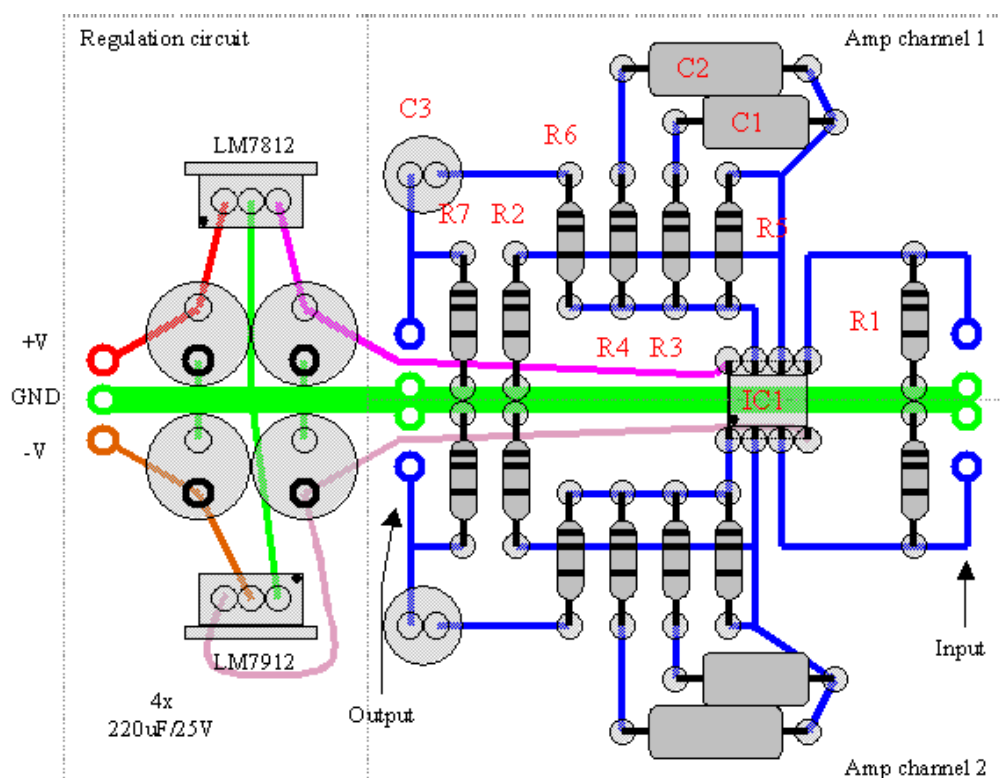 Regulation circuit
Amp channel 1
C2
C3
C1
R6
LM7812
R7
R2
R5
+V
R1
R4
R3
GND
IC1
-V
LM7912
Input
4x
220uF/25V
Output
Amp channel 2